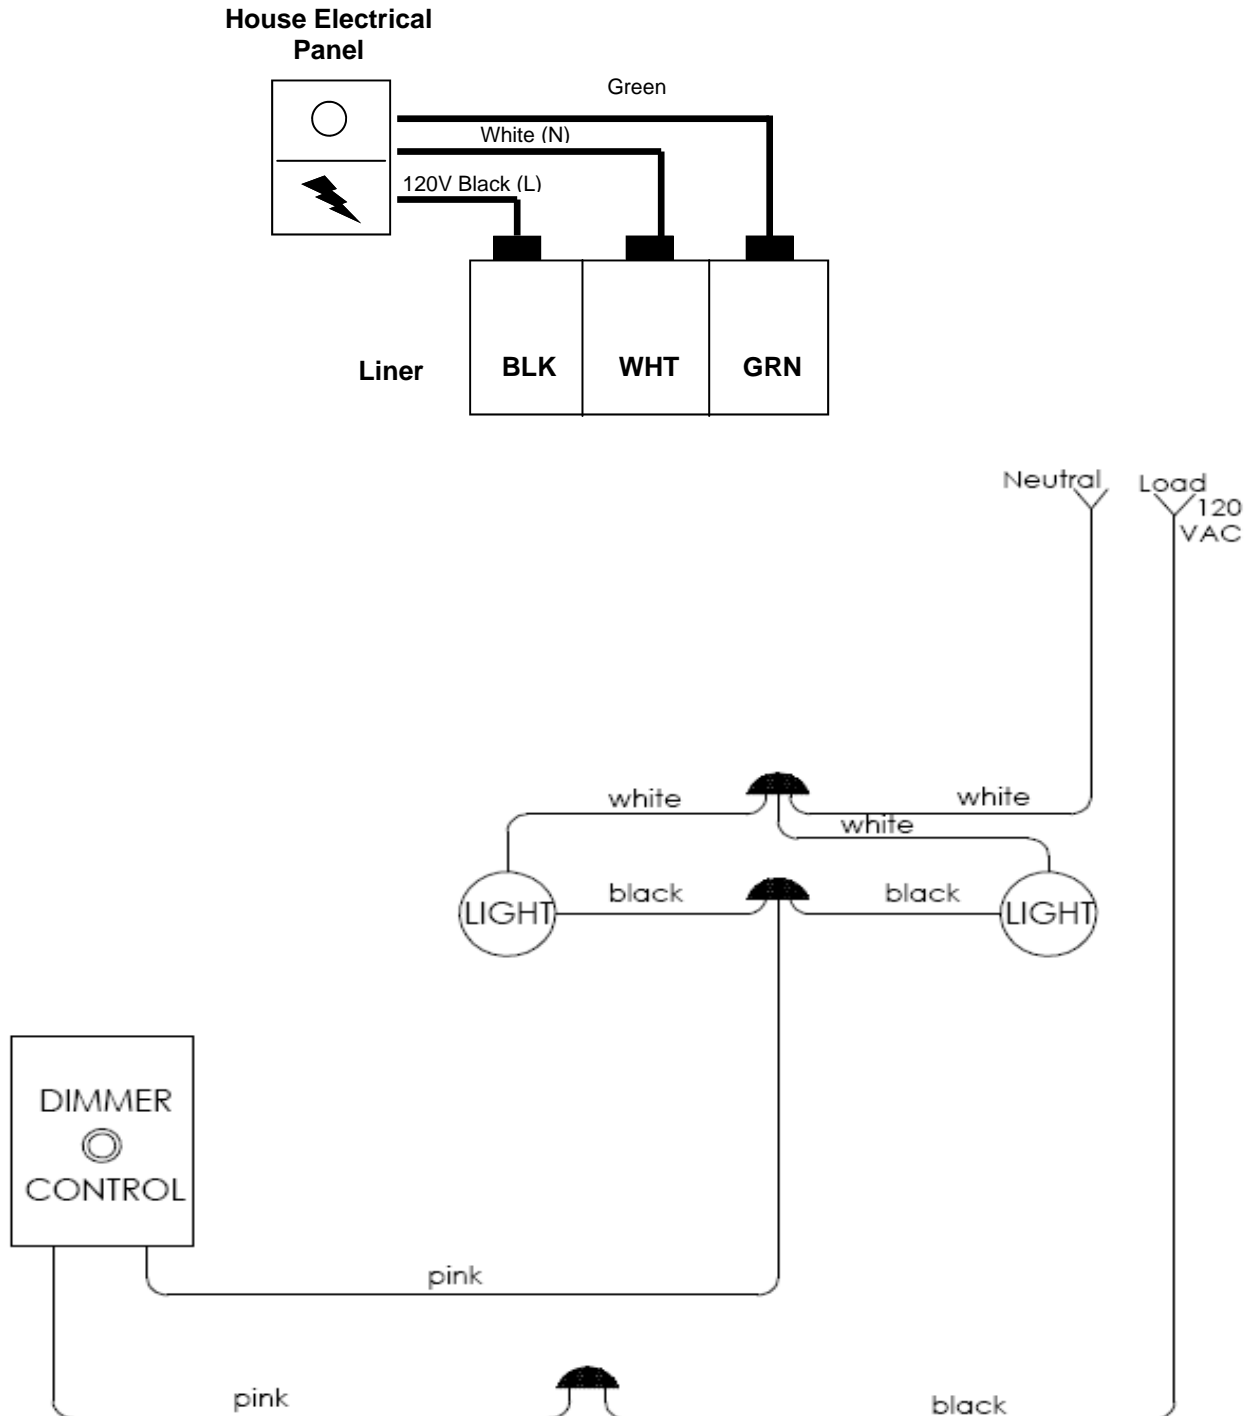 House Electrical
Panel
Green
White (N)
120V Black (L)
Liner
BLK
WHT
GRN
Neutral
Load
120
VAC
white
white
white
black
black
LIGHT
LIGHT
DIMMER
CONTROL
pink
pink
black